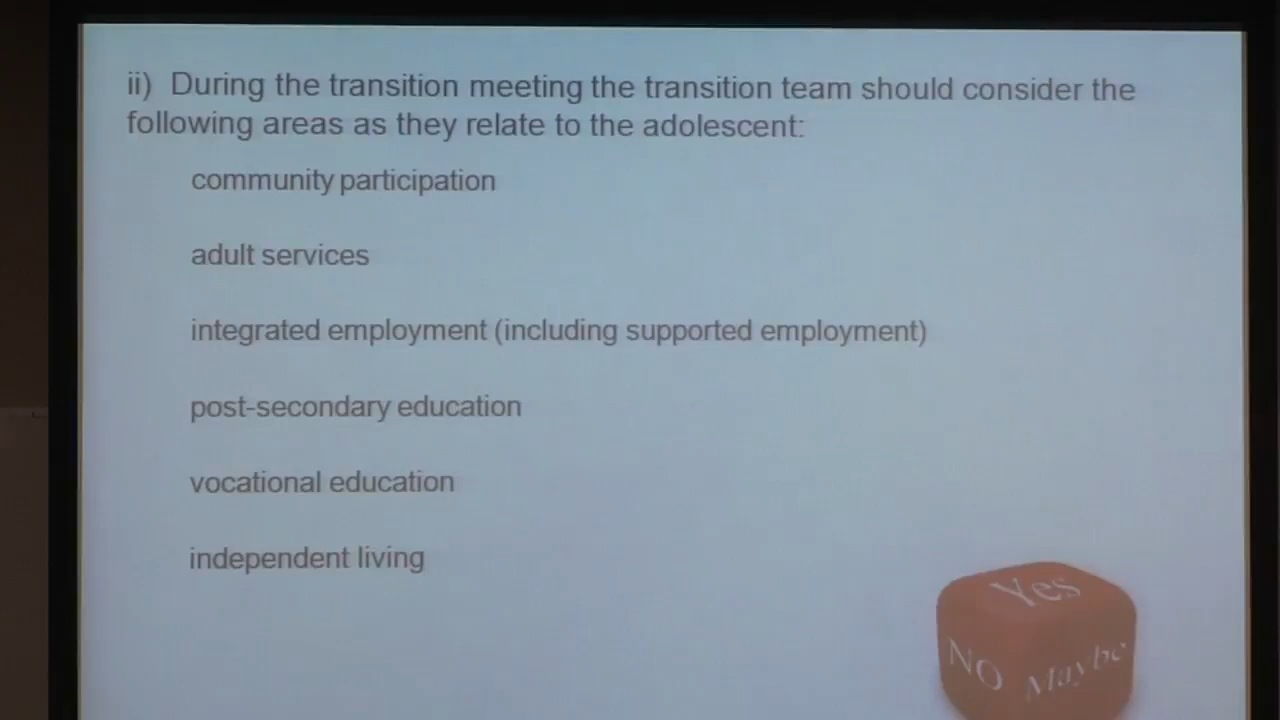 ii) During the transition meeting the transition team should consider the
following areas as they relate to the adolescent:
community participation
adult services
integrated employment (including supported employment)
post-secondary education
vocational education
independent living
Yes
NO
Maybe